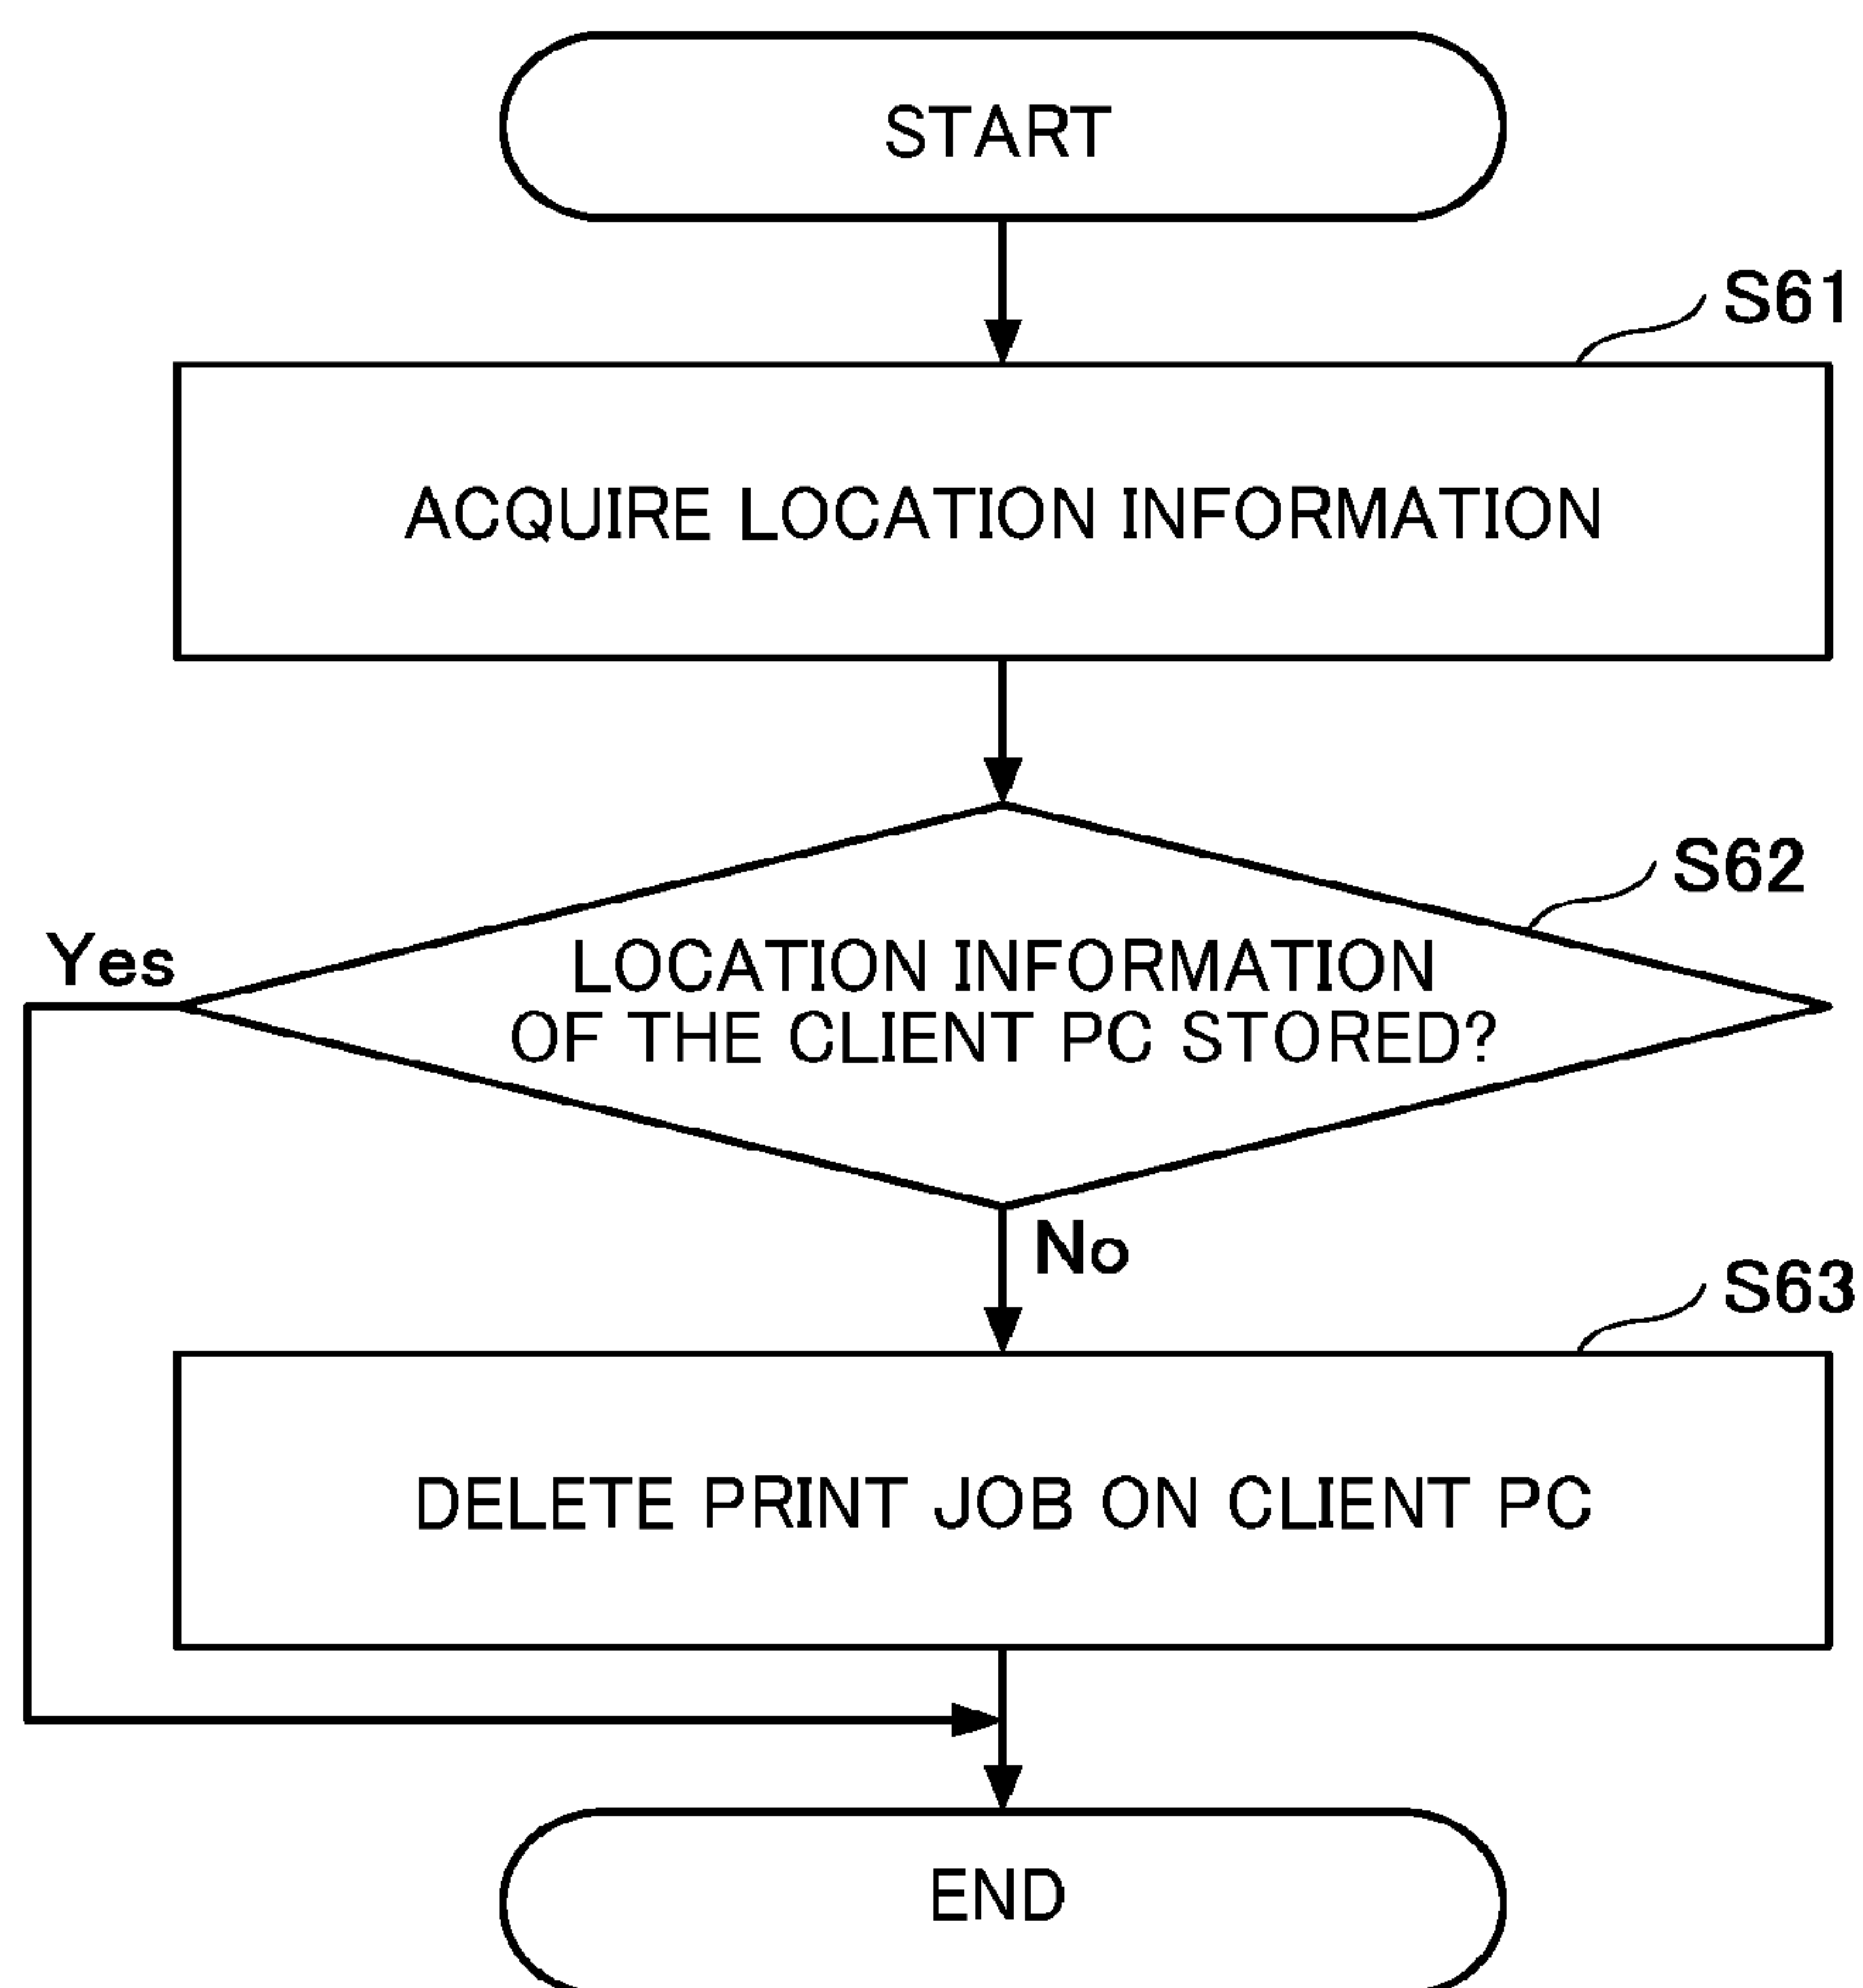 START
S61
ACQUIRE LOCATION INFORMATION
S62
Yes
LOCATION INFORMATION
OF THE CLIENT PC STORED?
No
S63
DELETE PRINT JOB ON CLIENT PC
END